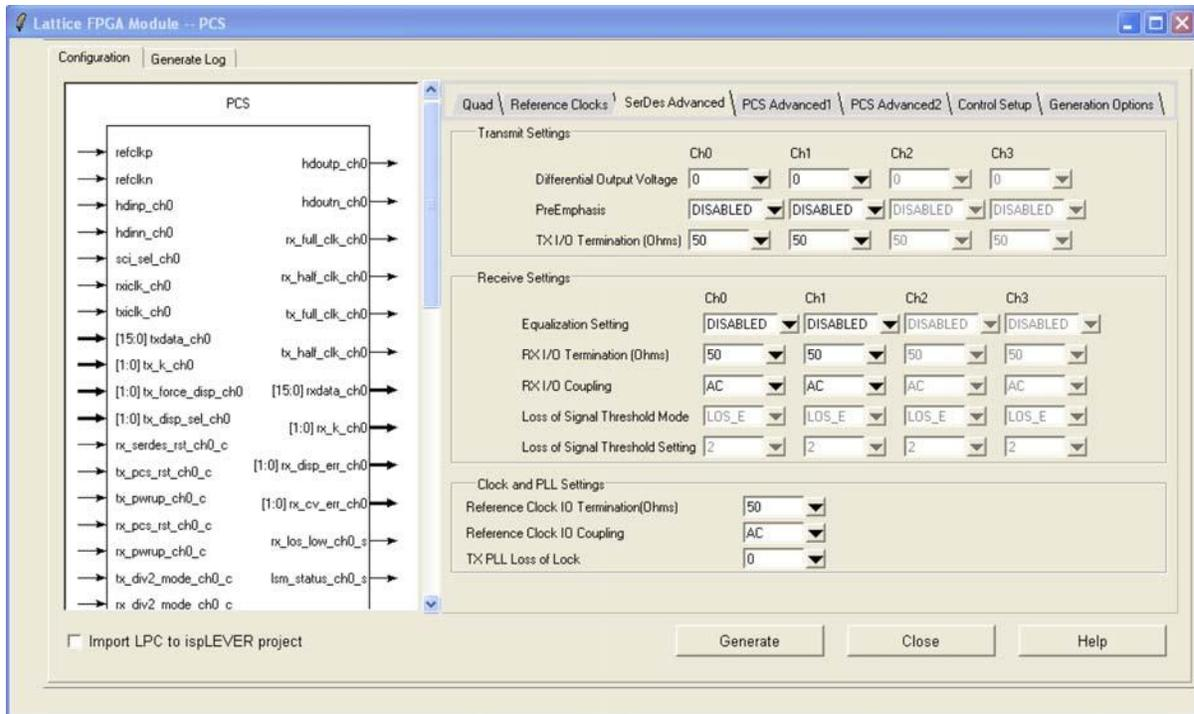 Lattice FPGA Module -- PCS
Configuration Generate Log
PCS
refclkp
refclkn
hdinp_ch0
hdinn_ch0
sci_sel_ch0
rxiclk_ch0
txiclk_ch0
[15:0] txdata_ch0
[1:0] tx_k_ch0
[1:0] tx_force_disp_ch0
[1:0] tx_disp_sel_ch0
rx_serdes_rst_ch0_c
tx_pcs_rst_ch0_c
tx_pwrup_ch0_c
rx_pcs_rst_ch0_c
rx_pwrup_ch0_c
tx_div2_mode_ch0_c
rx_div2_mode_ch0_c
hdoutp_ch0
hdoutn_ch0
rx_full_clk_ch0
rx_half_clk_ch0
tx_full_clk_ch0
tx_half_clk_ch0
[15:0] rxdata_ch0
[1:0] rx_k_ch0
[1:0] rx_disp_err_ch0
[1:0] rx_cv_err_ch0
rx_los_low_ch0_s
lsm_status_ch0_s
Quad Reference Clocks SerDes Advanced PCS Advanced1 PCS Advanced2 Control Setup Generation Options
Transmit Settings
Ch0 Ch1 Ch2 Ch3
Differential Output Voltage 0 0 0 0
PreEmphasis DISABLED DISABLED DISABLED DISABLED
TX I/O Termination (Ohms) 50 50 50 50
Receive Settings
Ch0 Ch1 Ch2 Ch3
Equalization Setting DISABLED DISABLED DISABLED DISABLED
RX I/O Termination (Ohms) 50 50 50 50
RX I/O Coupling AC AC AC AC
Loss of Signal Threshold Mode LOS_E LOS_E LOS_E LOS_E
Loss of Signal Threshold Setting 2 2 2 2
Clock and PLL Settings
Reference Clock IO Termination(Ohms) 50
Reference Clock IO Coupling AC
TX PLL Loss of Lock 0
Import LPC to ispLEVER project
Generate Close Help